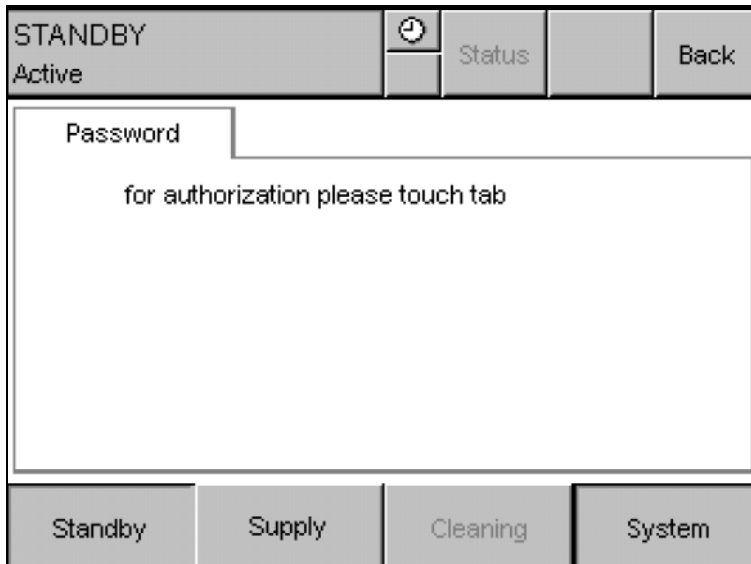 STANDBY
Active
Status
Back
Password
for authorization please touch tab
Standby
Supply
Cleaning
System